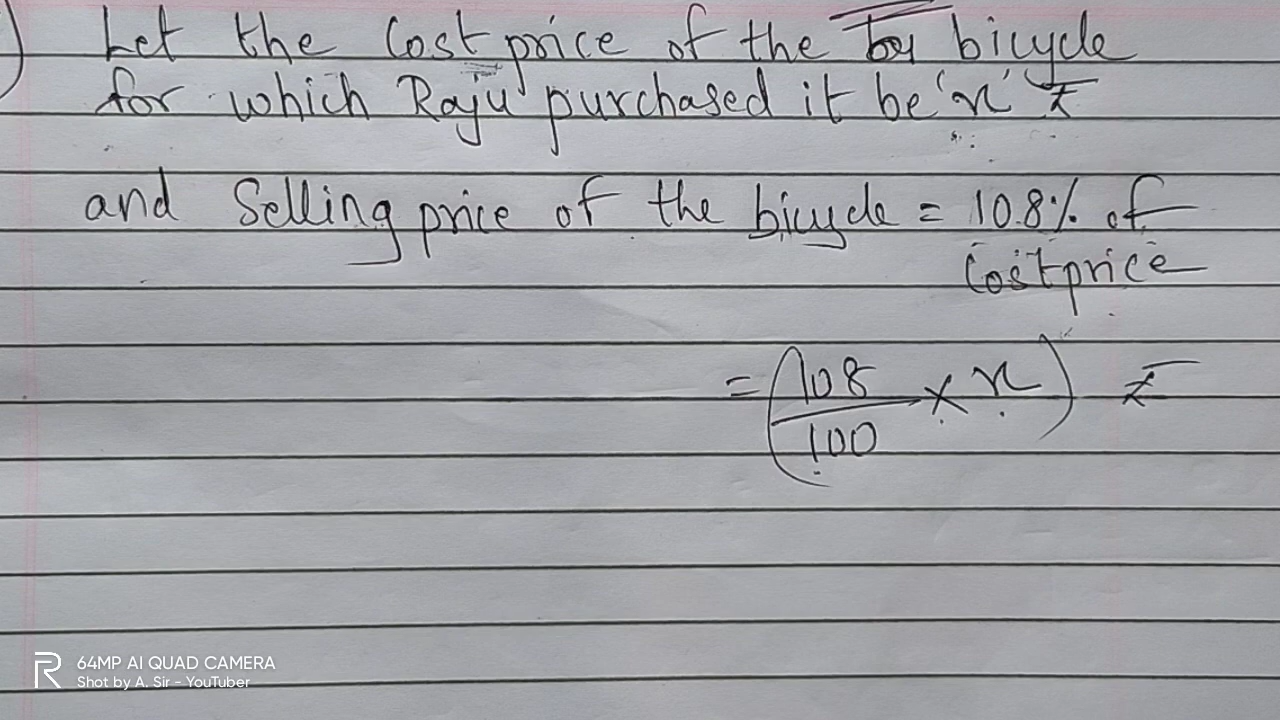 )
Let the Cost price of the bicycle
for which Raju purchased it be 'x' ₹
and Selling price of the bicycle = 108% of
Cost price
= (108/100 × x) ₹
64MP AI QUAD CAMERA
Shot by A. Sir - YouTuber